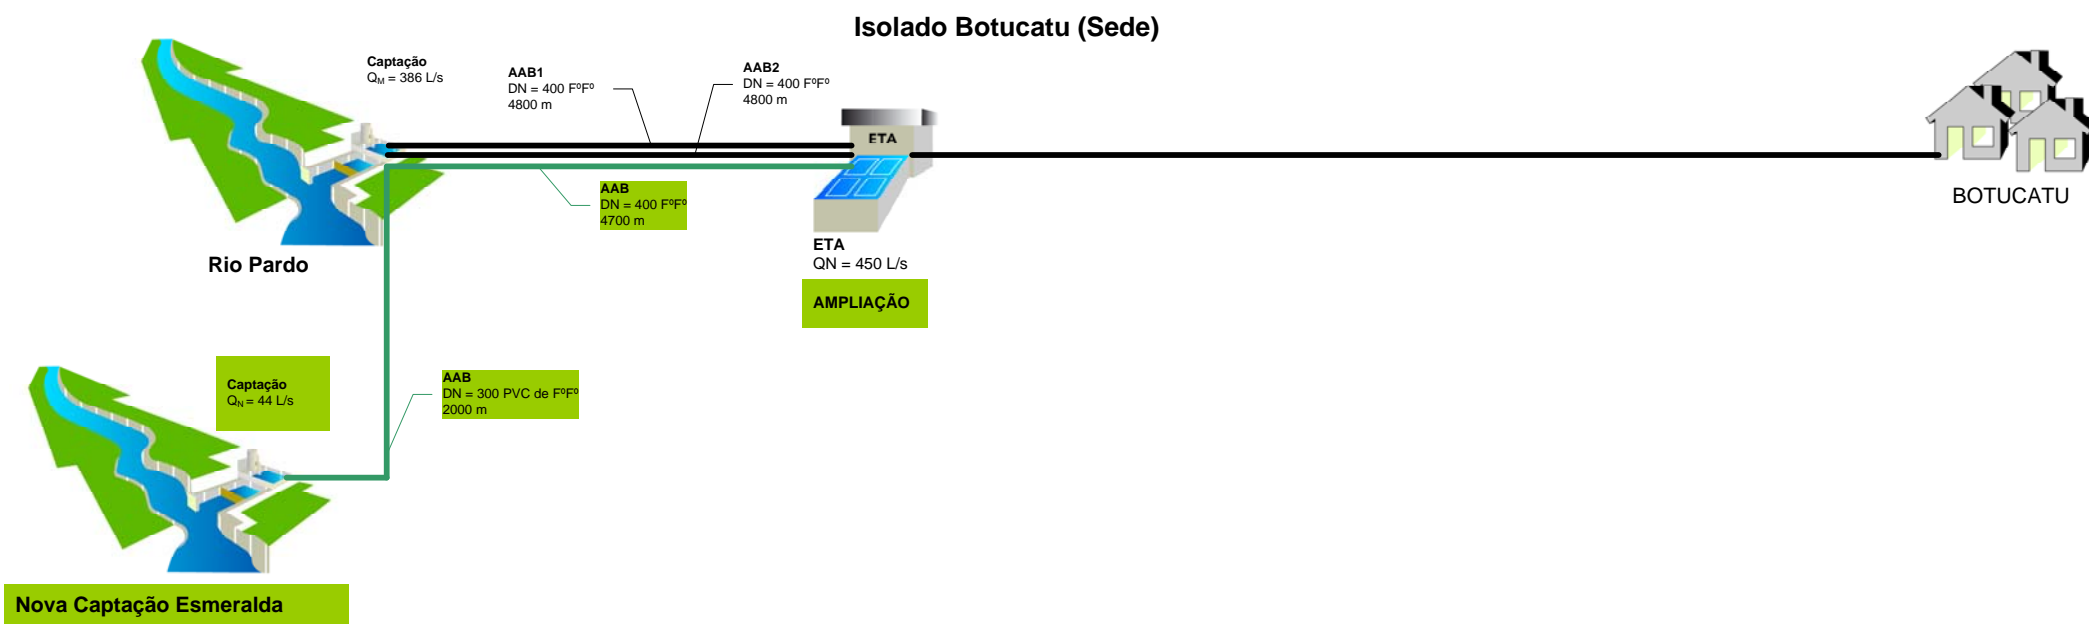 Isolado Botucatu (Sede)
Captação
Q_M = 386 L/s
AAB1
DN = 400 FºFº
4800 m
AAB2
DN = 400 FºFº
4800 m
ETA
AAB
DN = 400 FºFº
4700 m
BOTUCATU
ETA
QN = 450 L/s
Rio Pardo
AMPLIAÇÃO
Captação
Q_N = 44 L/s
AAB
DN = 300 PVC de FºFº
2000 m
Nova Captação Esmeralda